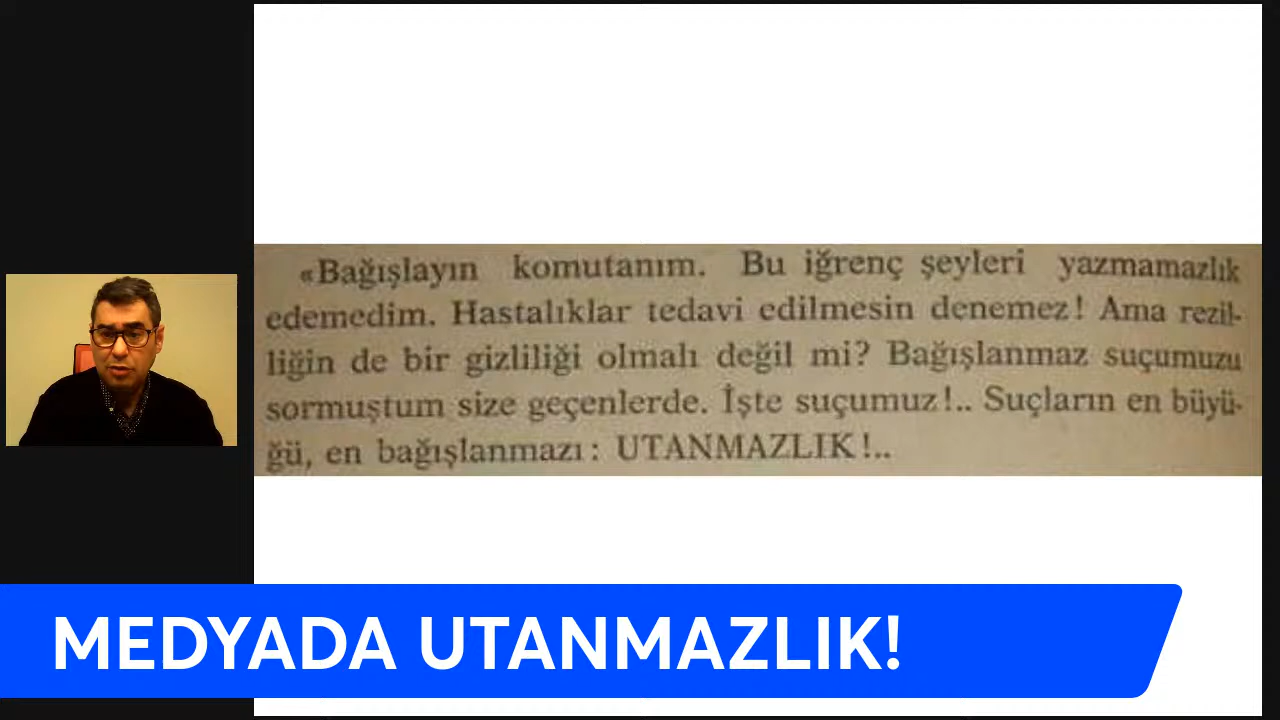 «Bağışlayın komutanım. Bu iğrenç şeyleri yazmamazlık
edemedim. Hastalıklar tedavi edilmesin denemez! Ama rezil-
liğin de bir gizliliği olmalı değil mi? Bağışlanmaz suçumuzu
sormuştum size geçenlerde. İşte suçumuz!.. Suçların en büyü-
ğü, en bağışlanmazı: UTANMAZLIK!..
MEDYADA UTANMAZLIK!